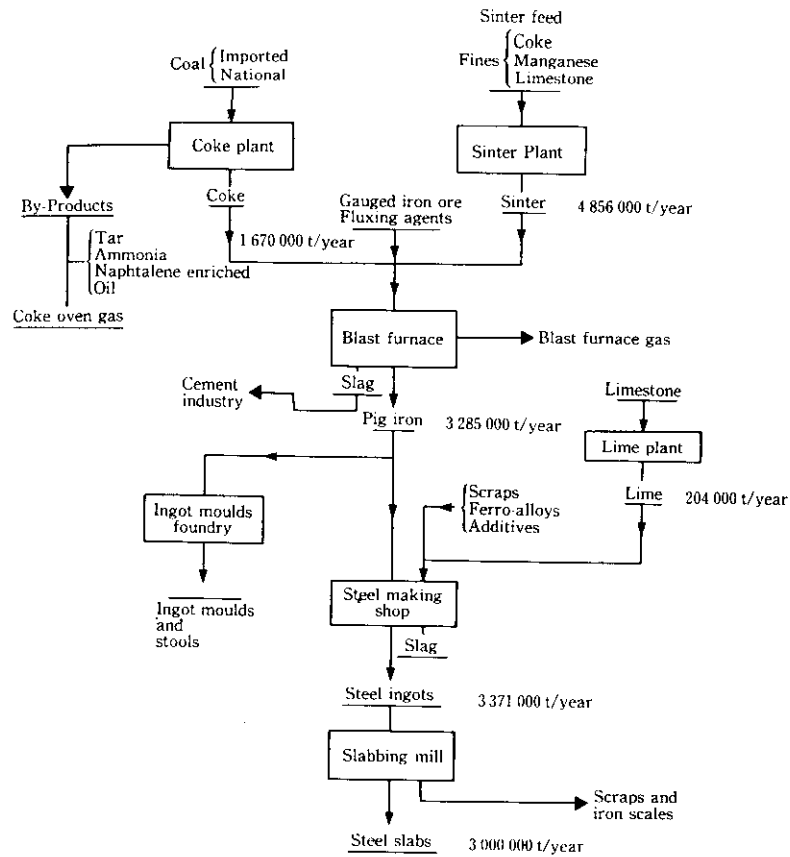 Sinter feed
Coal { Imported
National
Fines { Coke
Manganese
Limestone
Coke plant
Sinter Plant
Coke
Gauged iron ore
Fluxing agents
Sinter
4 856 000 t/year
By-Products
1 670 000 t/year
Tar
Ammonia
Naphtalene enriched
Oil
Coke oven gas
Blast furnace
Blast furnace gas
Slag
Cement
industry
Pig iron
3 285 000 t/year
Limestone
Lime plant
Lime
204 000 t/year
Ingot moulds
foundry
Scraps
Ferro-alloys
Additives
Ingot moulds
and
stools
Steel making
shop
Slag
Steel ingots
3 371 000 t/year
Slabbing mill
Scraps and
iron scales
Steel slabs
3 000 000 t/year